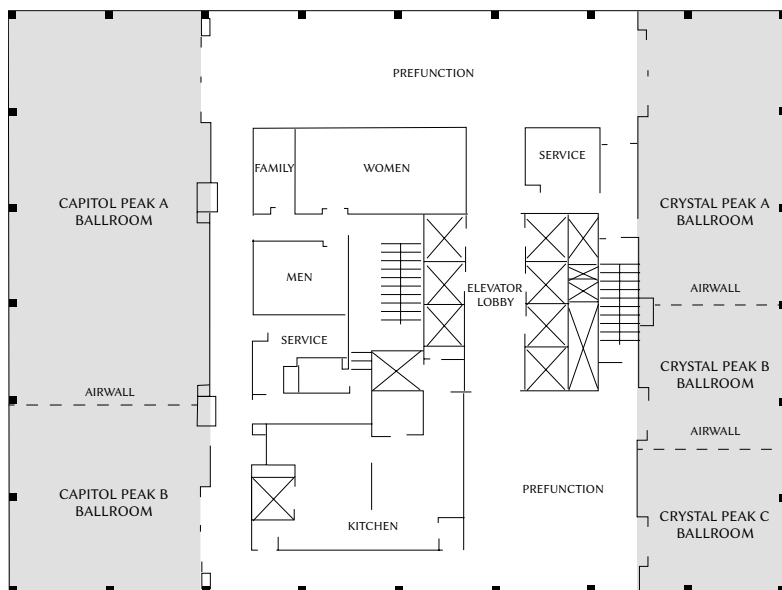 PREFUNCTION
FAMILY
WOMEN
SERVICE
CAPITOL PEAK A
BALLROOM
CRYSTAL PEAK A
BALLROOM
MEN
ELEVATOR
LOBBY
AIRWALL
SERVICE
CRYSTAL PEAK B
BALLROOM
AIRWALL
AIRWALL
CAPITOL PEAK B
BALLROOM
PREFUNCTION
CRYSTAL PEAK C
BALLROOM
KITCHEN